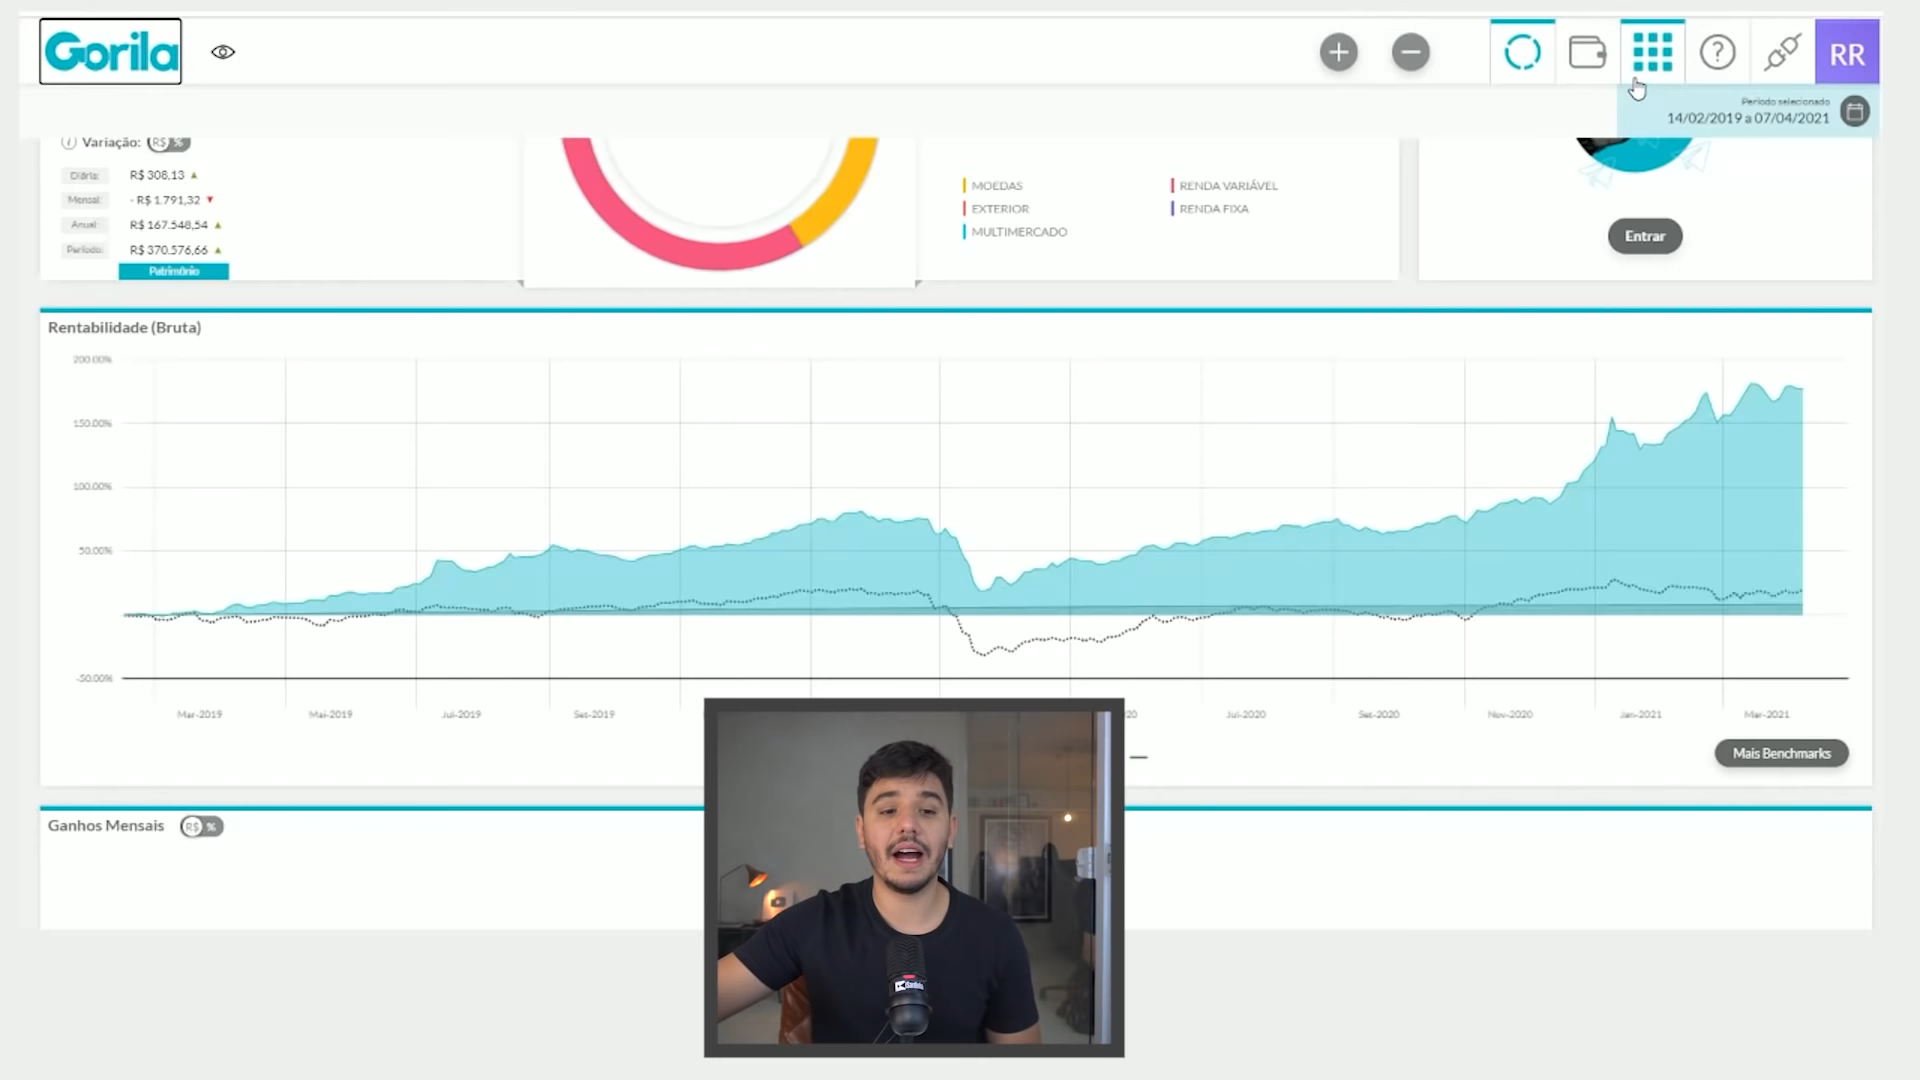 Gorila
RR
Período selecionado
14/02/2019 a 07/04/2021
Variação: R$ %
Diária: R$ 308,13
Mensal: - R$ 1.791,32
Anual: R$ 167.548,54
Período: R$ 370.576,66
Patrimônio
MOEDAS
RENDA VARIÁVEL
EXTERIOR
RENDA FIXA
MULTIMERCADO
Entrar
Rentabilidade (Bruta)
200.00%
150.00%
100.00%
50.00%
-50.00%
Mar-2019 Mai-2019 Jul-2019 Set-2019 20 Jul-2020 Set-2020 Nov-2020 Jan-2021 Mar-2021
Mais Benchmarks
Ganhos Mensais R$ %